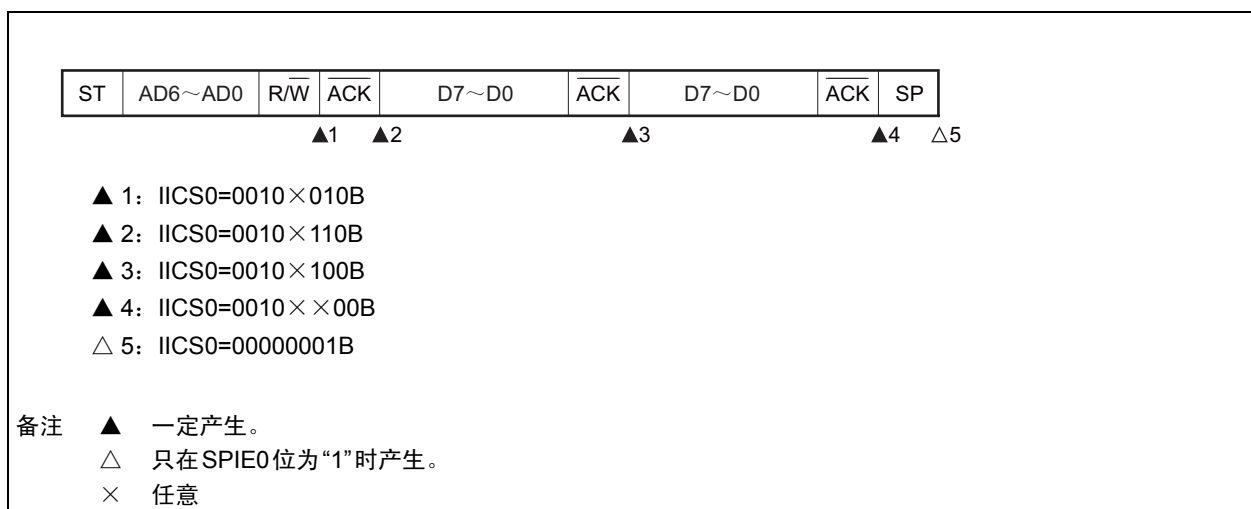 ST AD6～AD0 R/W ACK D7～D0 ACK D7～D0 ACK SP
▲1 ▲2 ▲3 ▲4 △5
▲ 1：IICS0=0010×010B
▲ 2：IICS0=0010×110B
▲ 3：IICS0=0010×100B
▲ 4：IICS0=0010××00B
△ 5：IICS0=00000001B
备注 ▲ 一定产生。
△ 只在SPIE0位为“1”时产生。
× 任意